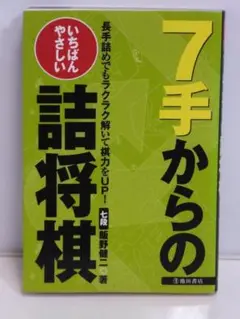 7手からの
長手詰めでもラクラク解いて棋力をUP!
七段 飯野健二 著
いちばん
やさしい
詰将棋
池田書店